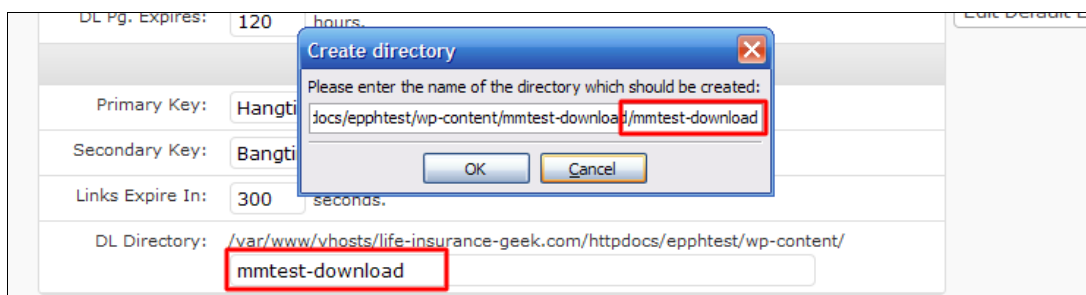 DL Pg. Expires: 120 hours.
Edit Default E
Create directory
Please enter the name of the directory which should be created:
docs/epphtest/wp-content/mmtest-download/mmtest-download
OK Cancel
Primary Key: Hangti
Secondary Key: Bangti
Links Expire In: 300 seconds.
DL Directory: /var/www/vhosts/life-insurance-geek.com/httpdocs/epphtest/wp-content/
mmtest-download